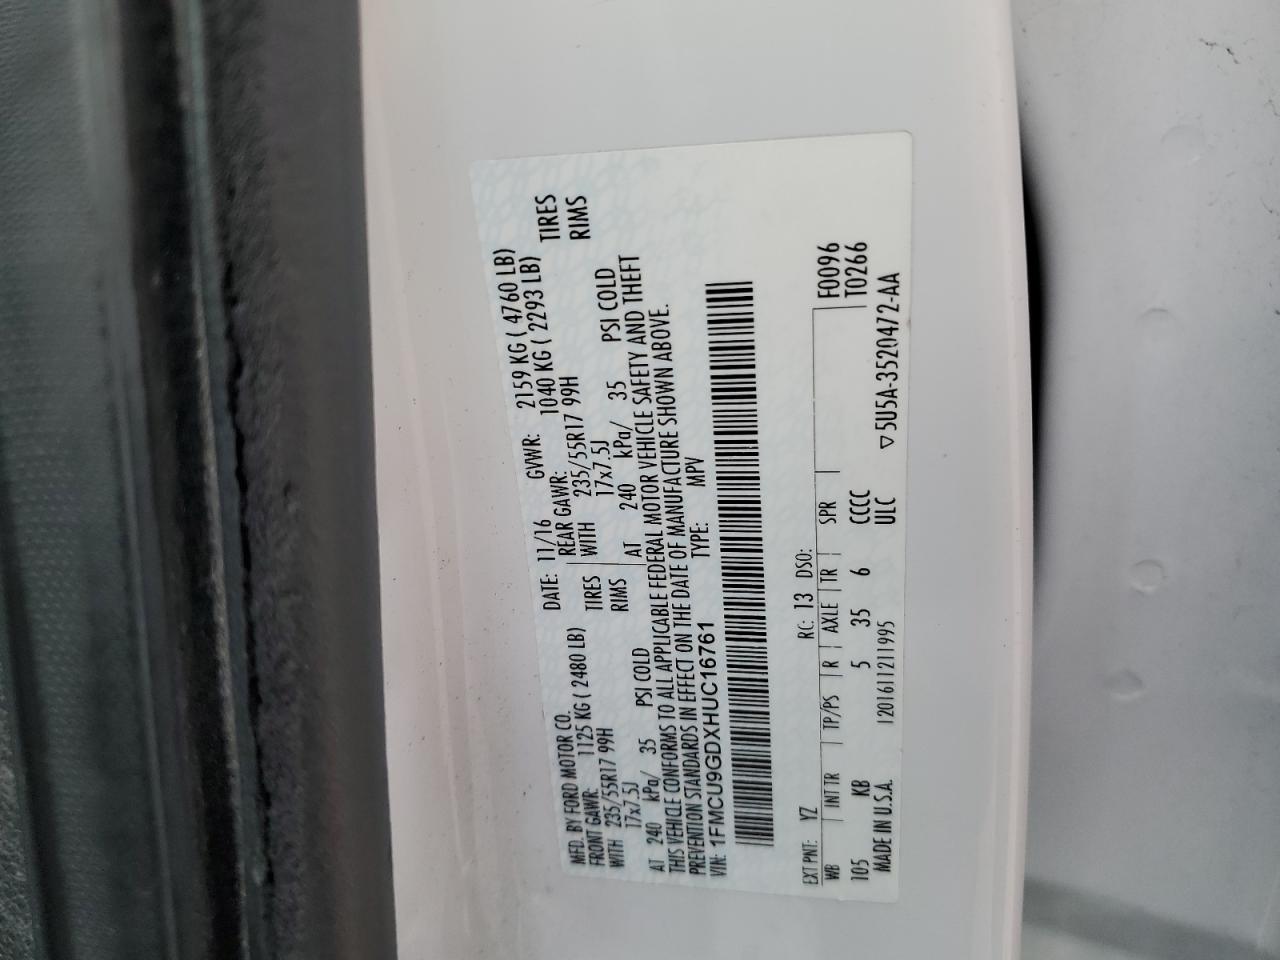 MFD. BY FORD MOTOR CO.
DATE: 11/16 GVWR: 2159 KG ( 4760 LB)
FRONT GAWR: 1125 KG ( 2480 LB) REAR GAWR: 1040 KG ( 2293 LB)
WITH 235/55R17 99H TIRES WITH 235/55R17 99H TIRES
17x7.5J RIMS 17x7.5J RIMS
AT 240 kPa/ 35 PSI COLD AT 240 kPa/ 35 PSI COLD
THIS VEHICLE CONFORMS TO ALL APPLICABLE FEDERAL MOTOR VEHICLE SAFETY AND THEFT
PREVENTION STANDARDS IN EFFECT ON THE DATE OF MANUFACTURE SHOWN ABOVE.
VIN: 1FMCU9GDXHUC16761 TYPE: MPV
EXT PNT: YZ RC: 13 DSO: F0096
WB INT TR TP/PS R AXLE TR SPR T0266
105 KB 5 35 6 CCCC
MADE IN U.S.A. 12016111211995 ULC ▽5U5A-3520472-AA